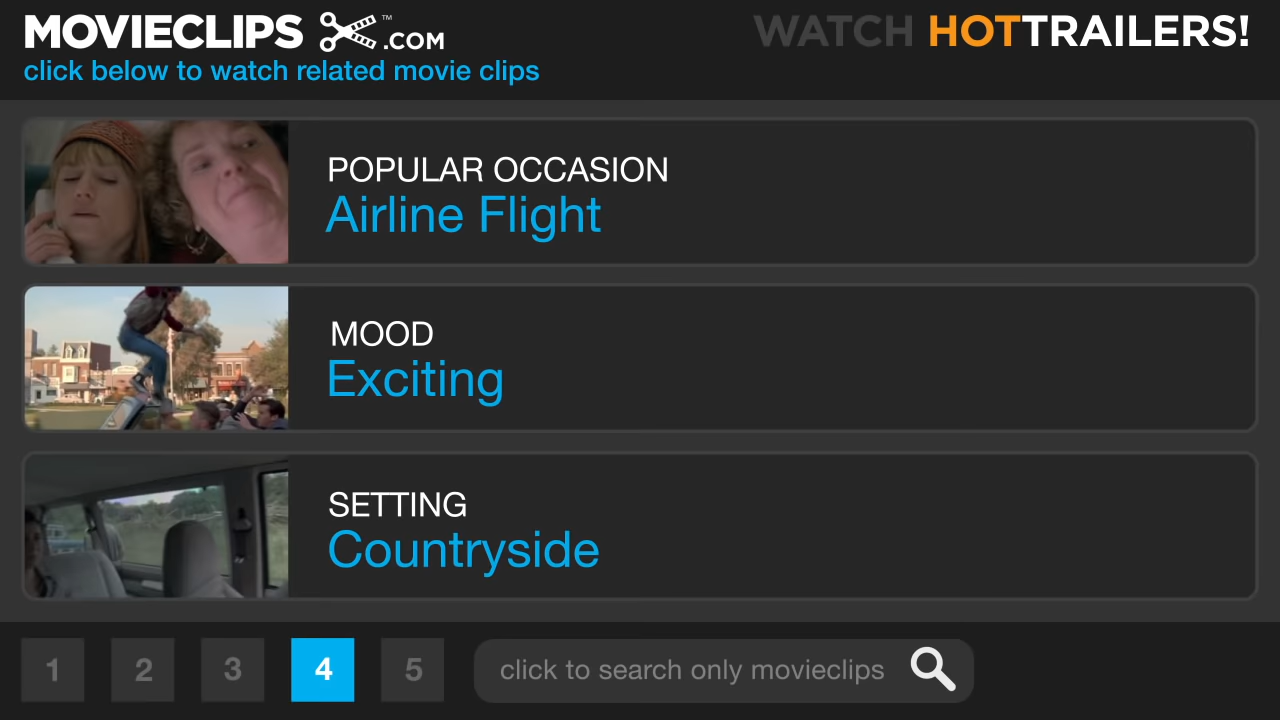 MOVIECLIPS ™ .COM
WATCH HOTTRAILERS!
click below to watch related movie clips
POPULAR OCCASION
Airline Flight
MOOD
Exciting
SETTING
Countryside
1 2 3 4 5
click to search only movieclips